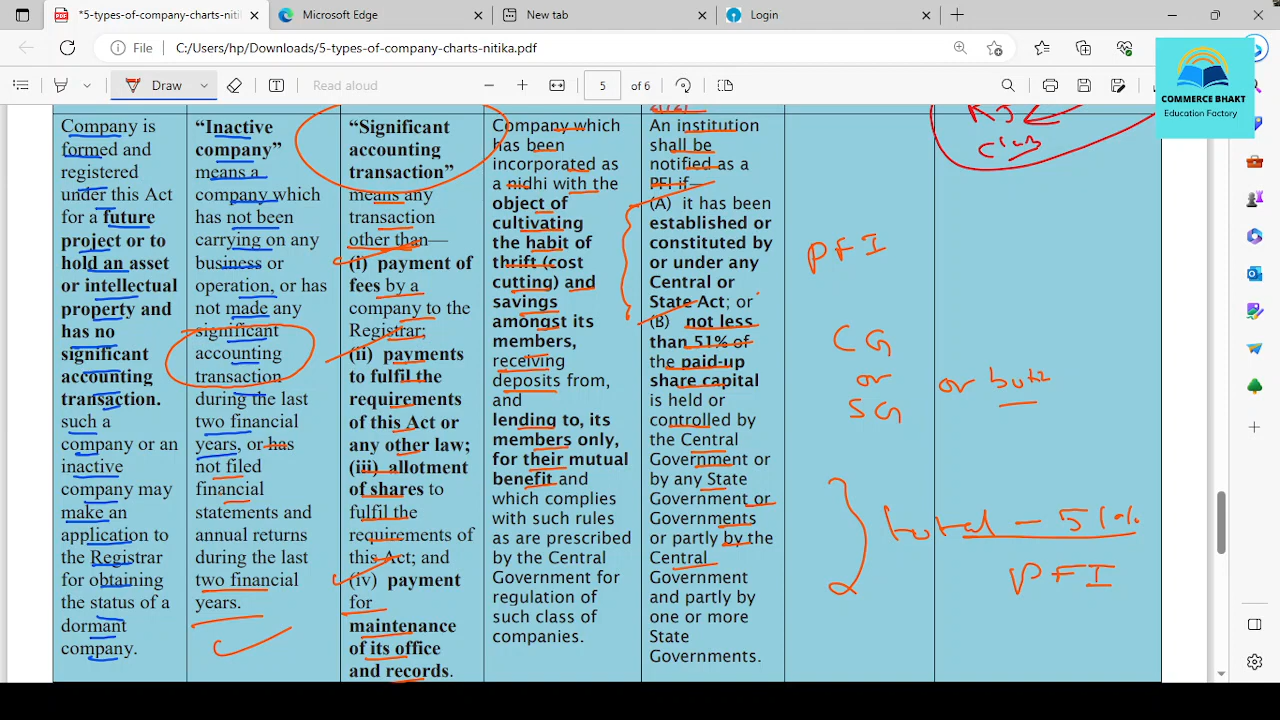 *5-types-of-company-charts-nitik
Microsoft Edge
New tab
Login
File
C:/Users/hp/Downloads/5-types-of-company-charts-nitika.pdf
Draw
Read aloud
5
of 6
COMMERCE BHAKT
Education Factory
Company is
formed and
registered
under this Act
for a future
project or to
hold an asset
or intellectual
property and
has no
significant
accounting
transaction.
such a
company or an
inactive
company may
make an
application to
the Registrar
for obtaining
the status of a
dormant
company.
“Inactive
company”
means a
company which
has not been
carrying on any
business or
operation, or has
not made any
significant
accounting
transaction
during the last
two financial
years, or has
not filed
financial
statements and
annual returns
during the last
two financial
years.
“Significant
accounting
transaction”
means any
transaction
other than—
(i) payment of
fees by a
company to the
Registrar;
(ii) payments
to fulfil the
requirements
of this Act or
any other law;
(iii) allotment
of shares to
fulfil the
requirements of
this Act; and
(iv) payment
for
maintenance
of its office
and records.
Company which
has been
incorporated as
a nidhi with the
object of
cultivating
the habit of
thrift (cost
cutting) and
savings
amongst its
members,
receiving
deposits from,
and
lending to, its
members only,
for their mutual
benefit and
which complies
with such rules
as are prescribed
by the Central
Government for
regulation of
such class of
companies.
An institution
shall be
notified as a
PFI if—
(A) it has been
established or
constituted by
or under any
Central or
State Act; or
(B) not less
than 51% of
the paid-up
share capital
is held or
controlled by
the Central
Government or
by any State
Government or
Governments
or partly by the
Central
Government
and partly by
one or more
State
Governments.
PFI
CG
or
SG
or both
total - 51%
PFI